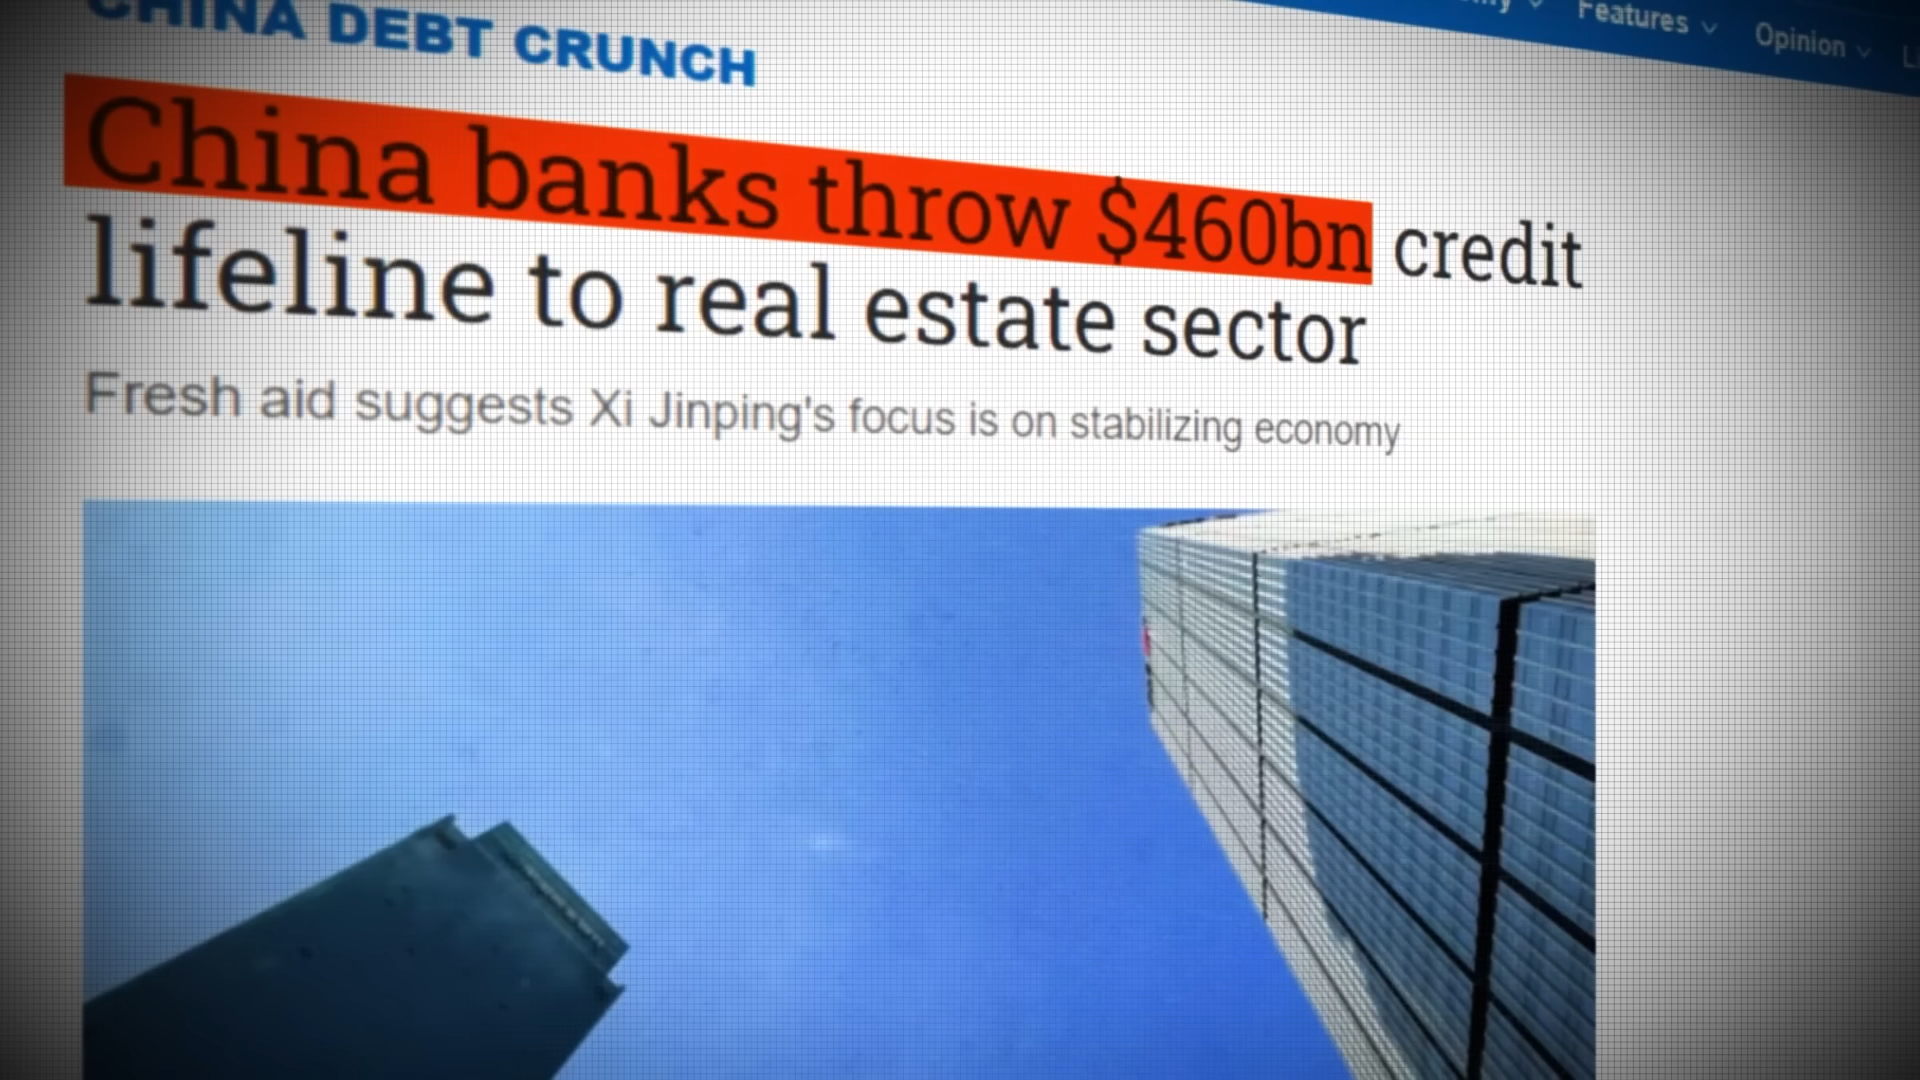 Features
Opinion
CHINA DEBT CRUNCH
China banks throw $460bn credit
lifeline to real estate sector
Fresh aid suggests Xi Jinping's focus is on stabilizing economy